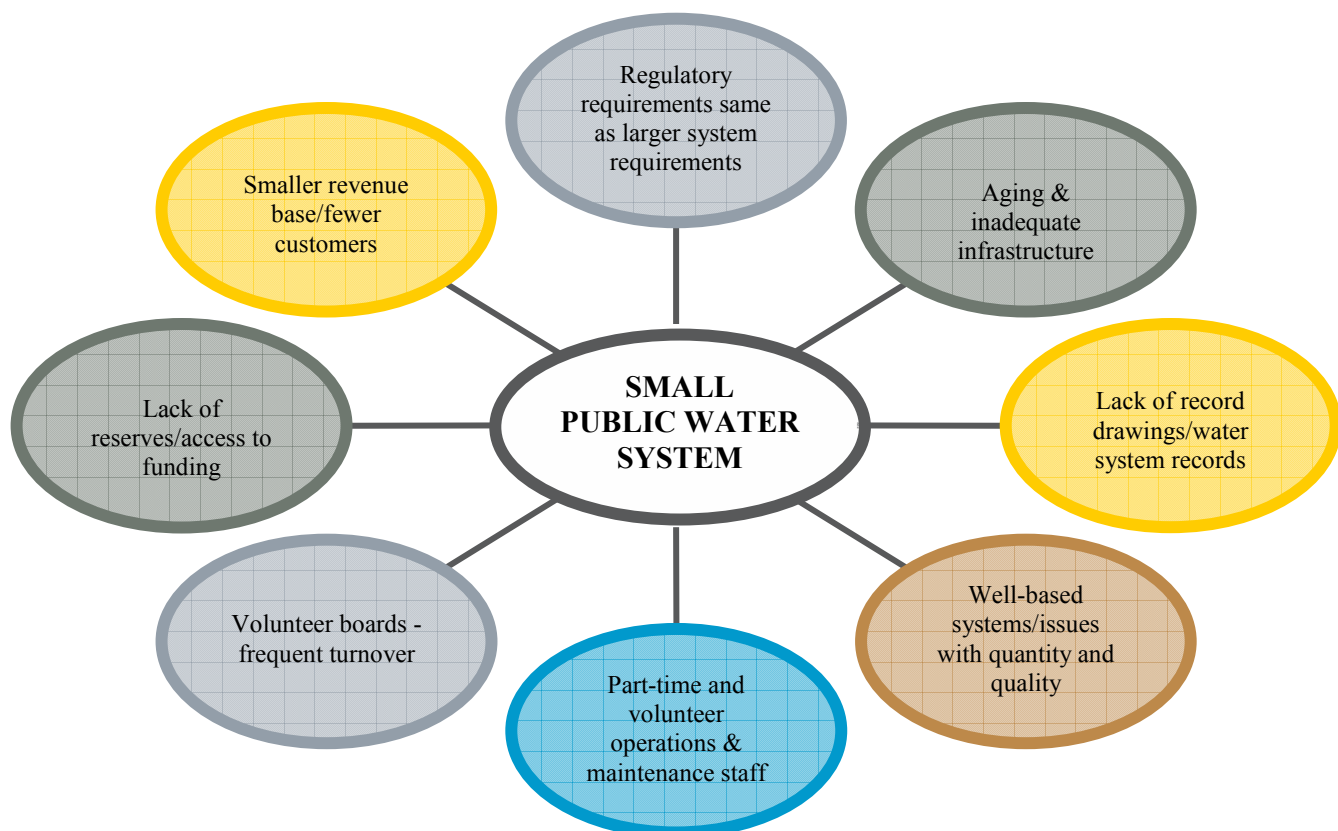 Regulatory
requirements same
as larger system
requirements
Smaller revenue
base/fewer
customers
Aging &
inadequate
infrastructure
Lack of
reserves/access to
funding
SMALL
PUBLIC WATER
SYSTEM
Lack of record
drawings/water
system records
Volunteer boards -
frequent turnover
Part-time and
volunteer
operations &
maintenance staff
Well-based
systems/issues
with quantity and
quality